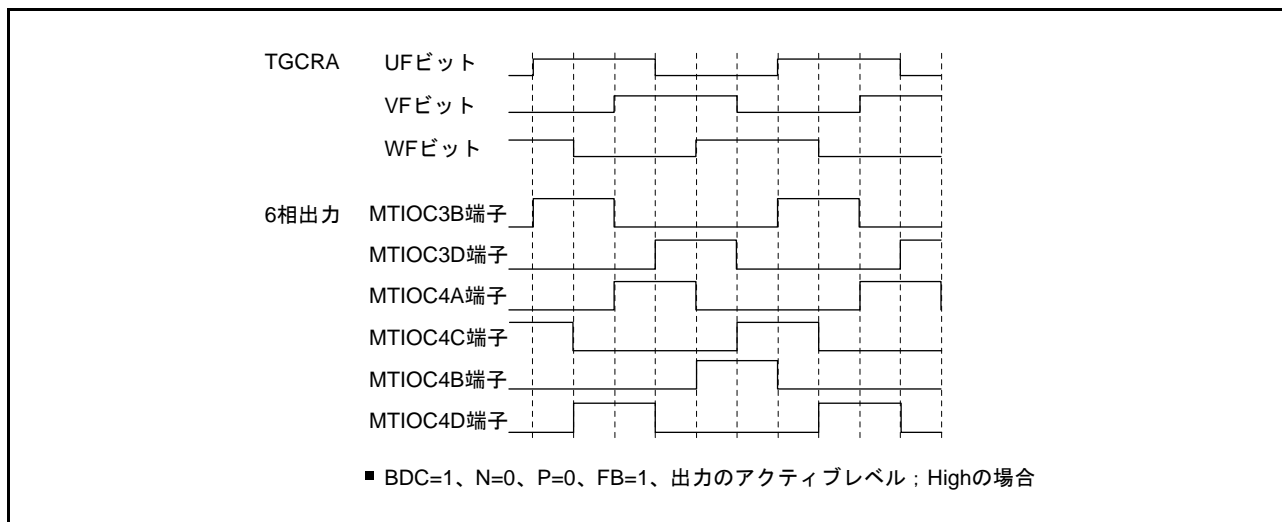 TGCRA UFビット
VFビット
WFビット
6相出力 MTIOC3B端子
MTIOC3D端子
MTIOC4A端子
MTIOC4C端子
MTIOC4B端子
MTIOC4D端子
■ BDC=1、N=0、P=0、FB=1、出力のアクティブレベル；Highの場合